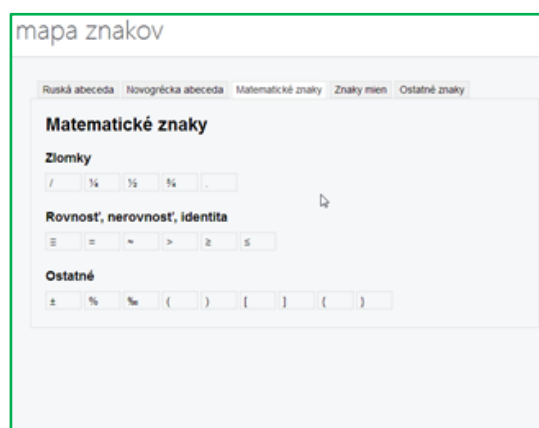 mapa znakov
Ruská abeceda Novogrécka abeceda Matematické znaky Znaky mien Ostatné znaky
Matematické znaky
Zlomky
/ ¼ ½ ¾ .
Rovnosť, nerovnosť, identita
Ξ = ≈ > ≥ ≤
Ostatné
± % ‰ ( ) [ ] { }